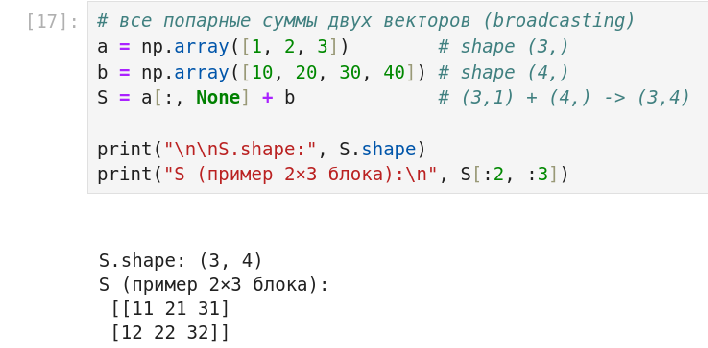 [17]: # все попарные суммы двух векторов (broadcasting)
a = np.array([1, 2, 3])        # shape (3,)
b = np.array([10, 20, 30, 40]) # shape (4,)
S = a[:, None] + b             # (3,1) + (4,) -> (3,4)
print("\n\nS.shape:", S.shape)
print("S (пример 2×3 блока):\n", S[:2, :3])
S.shape: (3, 4)
S (пример 2×3 блока):
 [[11 21 31]
 [12 22 32]]